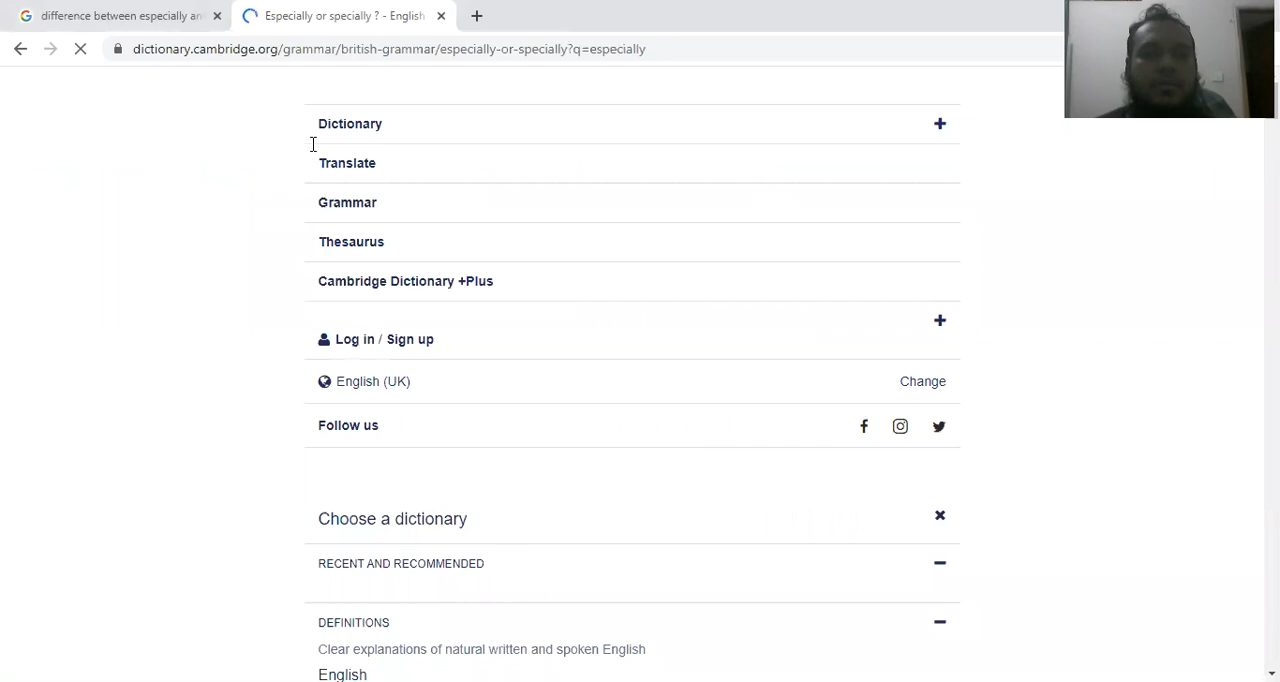 difference between especially an
Especially or specially ? - English
dictionary.cambridge.org/grammar/british-grammar/especially-or-specially?q=especially
Dictionary
Translate
Grammar
Thesaurus
Cambridge Dictionary +Plus
Log in / Sign up
English (UK) Change
Follow us
Choose a dictionary
RECENT AND RECOMMENDED
DEFINITIONS
Clear explanations of natural written and spoken English
English